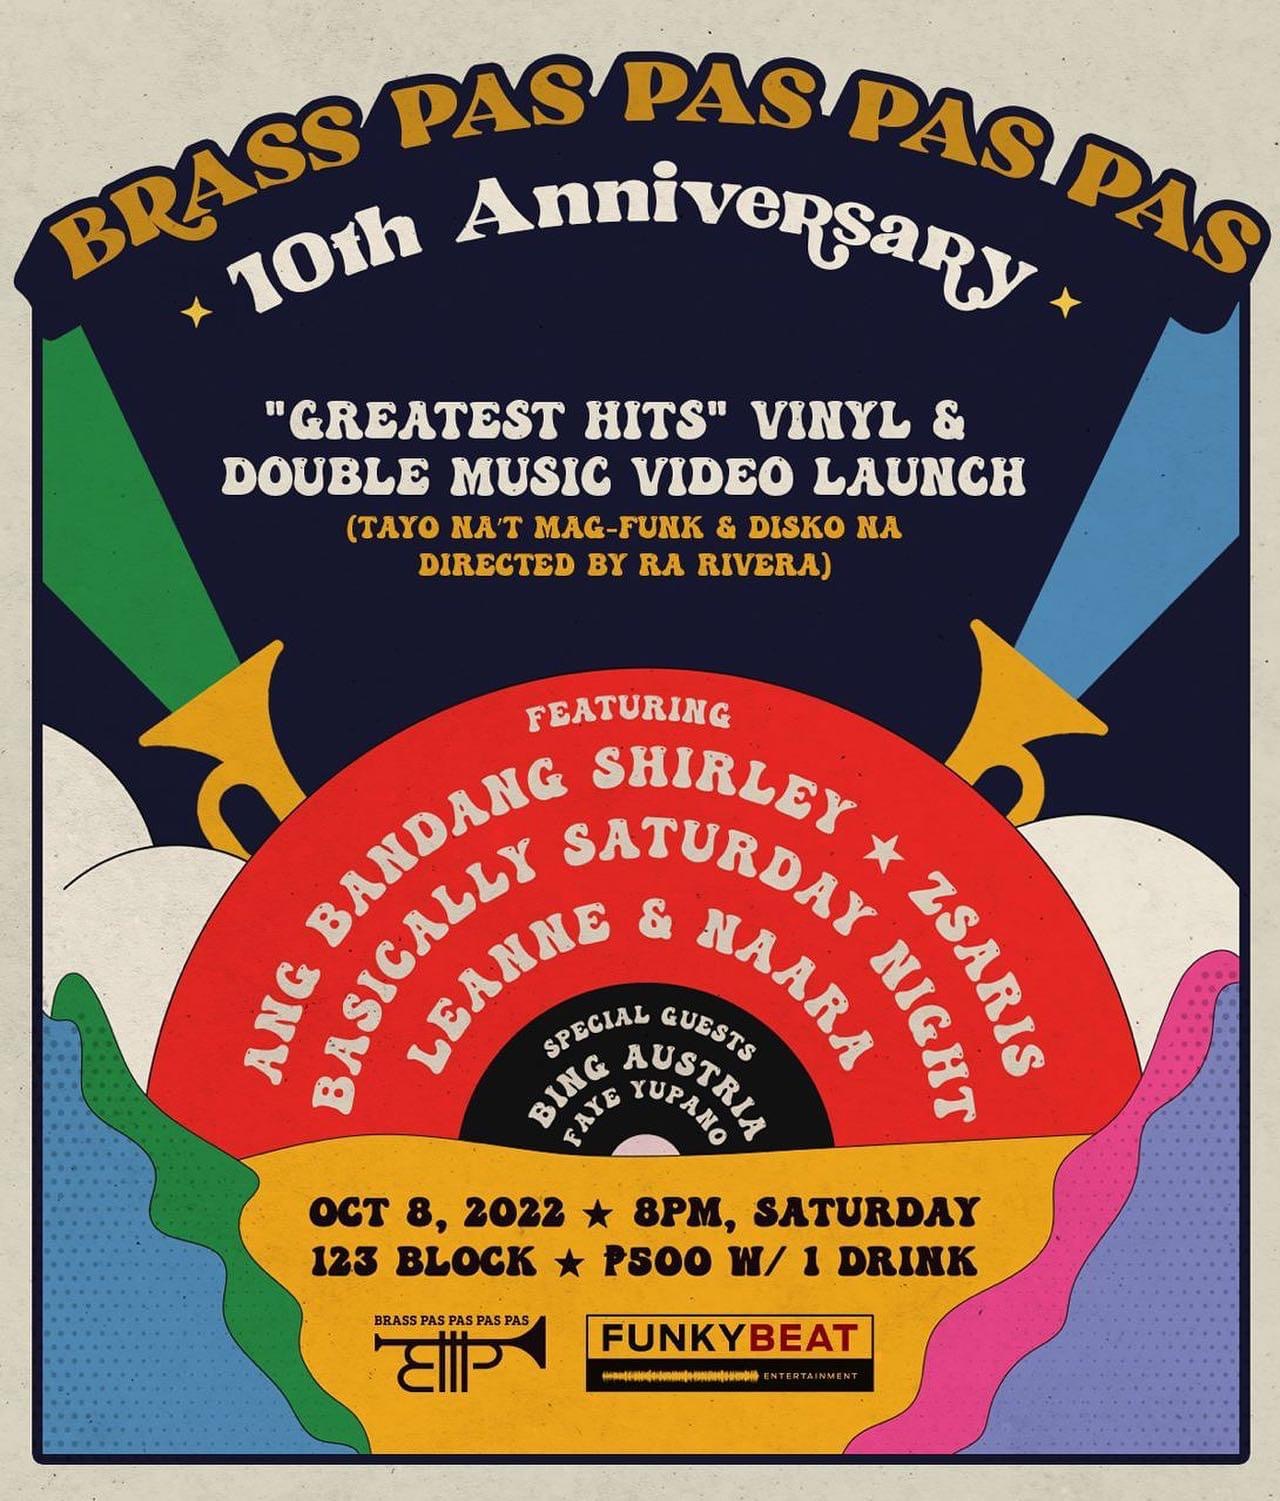 BRASS PAS PAS PAS PAS
10th Anniversary
"GREATEST HITS" VINYL &
DOUBLE MUSIC VIDEO LAUNCH
(TAYO NA'T MAG-FUNK & DISKO NA
DIRECTED BY RA RIVERA)
FEATURING
ANG BANDANG SHIRLEY ★ ZSARIS
BASICALLY SATURDAY NIGHT
LEANNE & NAARA
SPECIAL GUESTS
BING AUSTRIA
FAYE YUPANO
OCT 8, 2022 ★ 8PM, SATURDAY
123 BLOCK ★ ₱500 W/ 1 DRINK
BRASS PAS PAS PAS PAS
FUNKYBEAT
ENTERTAINMENT